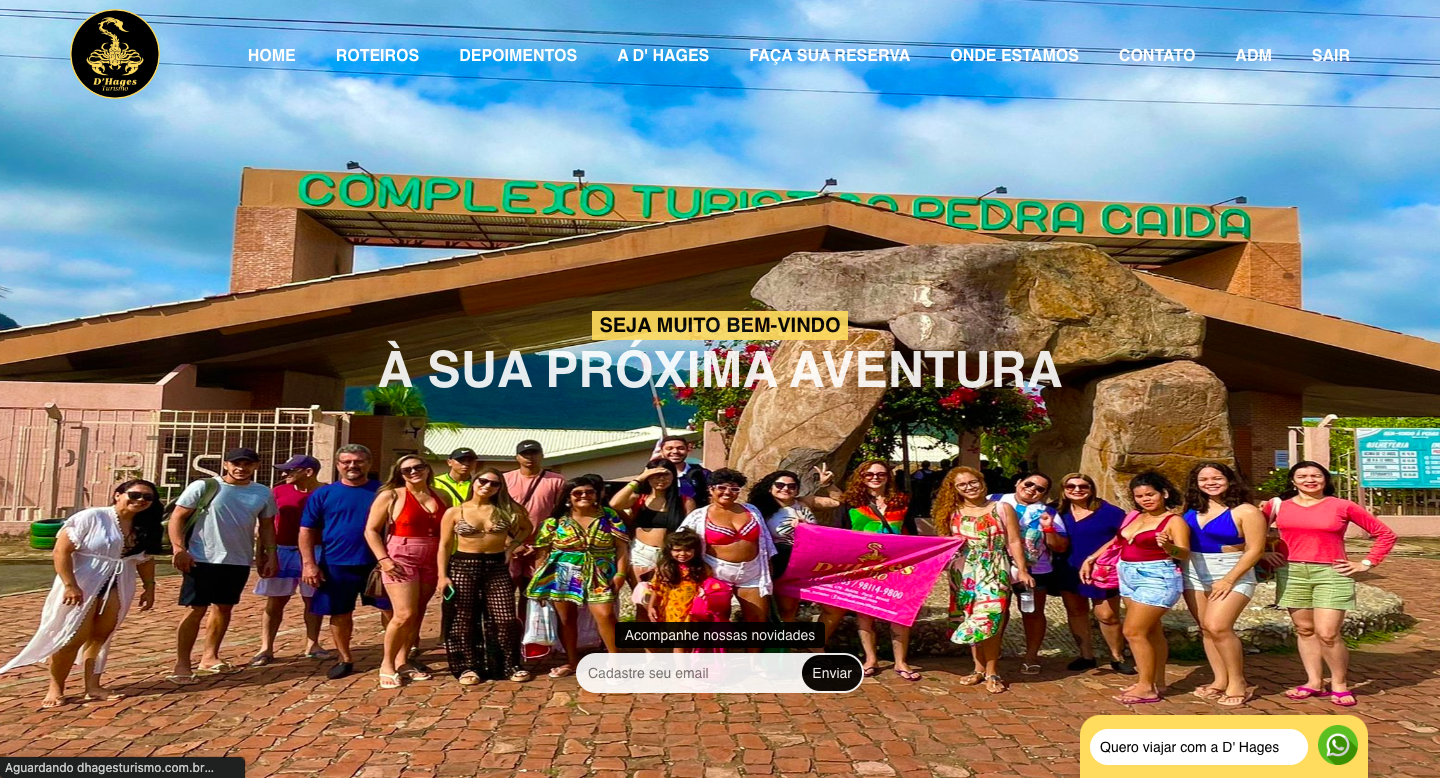 D'Hages
Turismo
HOME ROTEIROS DEPOIMENTOS A D' HAGES FAÇA SUA RESERVA ONDE ESTAMOS CONTATO ADM SAIR
COMPLEXO PEDRA CAIDA
SEJA MUITO BEM-VINDO
À SUA PRÓXIMA AVENTURA
BILHETERIA
D'HAGES
98114-9800
Acompanhe nossas novidades
Cadastre seu email
Enviar
Quero viajar com a D' Hages
Aguardando dhagesturismo.com.br...